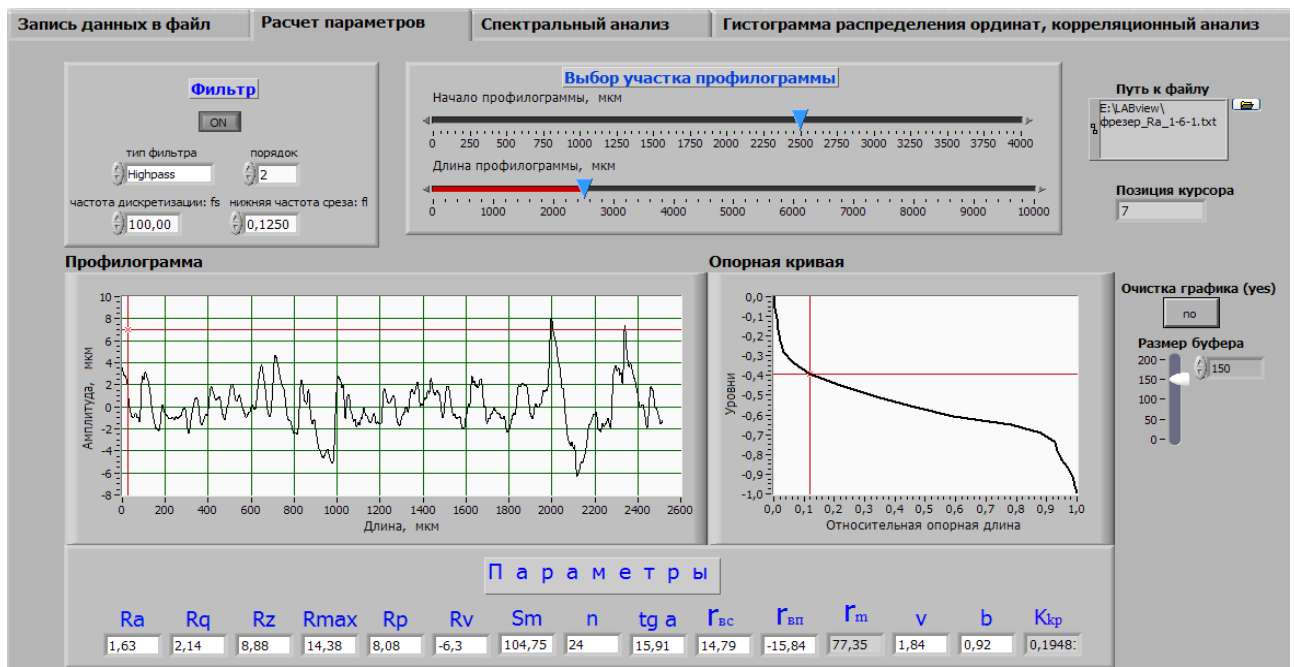 Запись данных в файл
Расчет параметров
Спектральный анализ
Гистограмма распределения ординат, корреляционный анализ
Фильтр
ON
тип фильтра
порядок
Highpass
2
частота дискретизации: fs
нижняя частота среза: fl
100,00
0,1250
Выбор участка профилограммы
Начало профилограммы, мкм
0 250 500 750 1000 1250 1500 1750 2000 2250 2500 2750 3000 3250 3500 3750 4000
Длина профилограммы, мкм
0 1000 2000 3000 4000 5000 6000 7000 8000 9000 10000
Путь к файлу
E:\LABview\
фрезер_Ra_1-6-1.txt
Позиция курсора
7
Профилограмма
Амплитуда, мкм
10
8
6
4
2
0
-2
-4
-6
-8
0 200 400 600 800 1000 1200 1400 1600 1800 2000 2200 2400 2600
Длина, мкм
Опорная кривая
Уровни
0,0
-0,1
-0,2
-0,3
-0,4
-0,5
-0,6
-0,7
-0,8
-0,9
-1,0
0,0 0,1 0,2 0,3 0,4 0,5 0,6 0,7 0,8 0,9 1,0
Относительная опорная длина
Очистка графика (yes)
no
Размер буфера
200
150
100
50
0
150
Параметры
Ra Rq Rz Rmax Rp Rv Sm n tg a rвс rвп rm v b Kкр
1,63 2,14 8,88 14,38 8,08 -6,3 104,75 24 15,91 14,79 -15,84 77,35 1,84 0,92 0,1948: